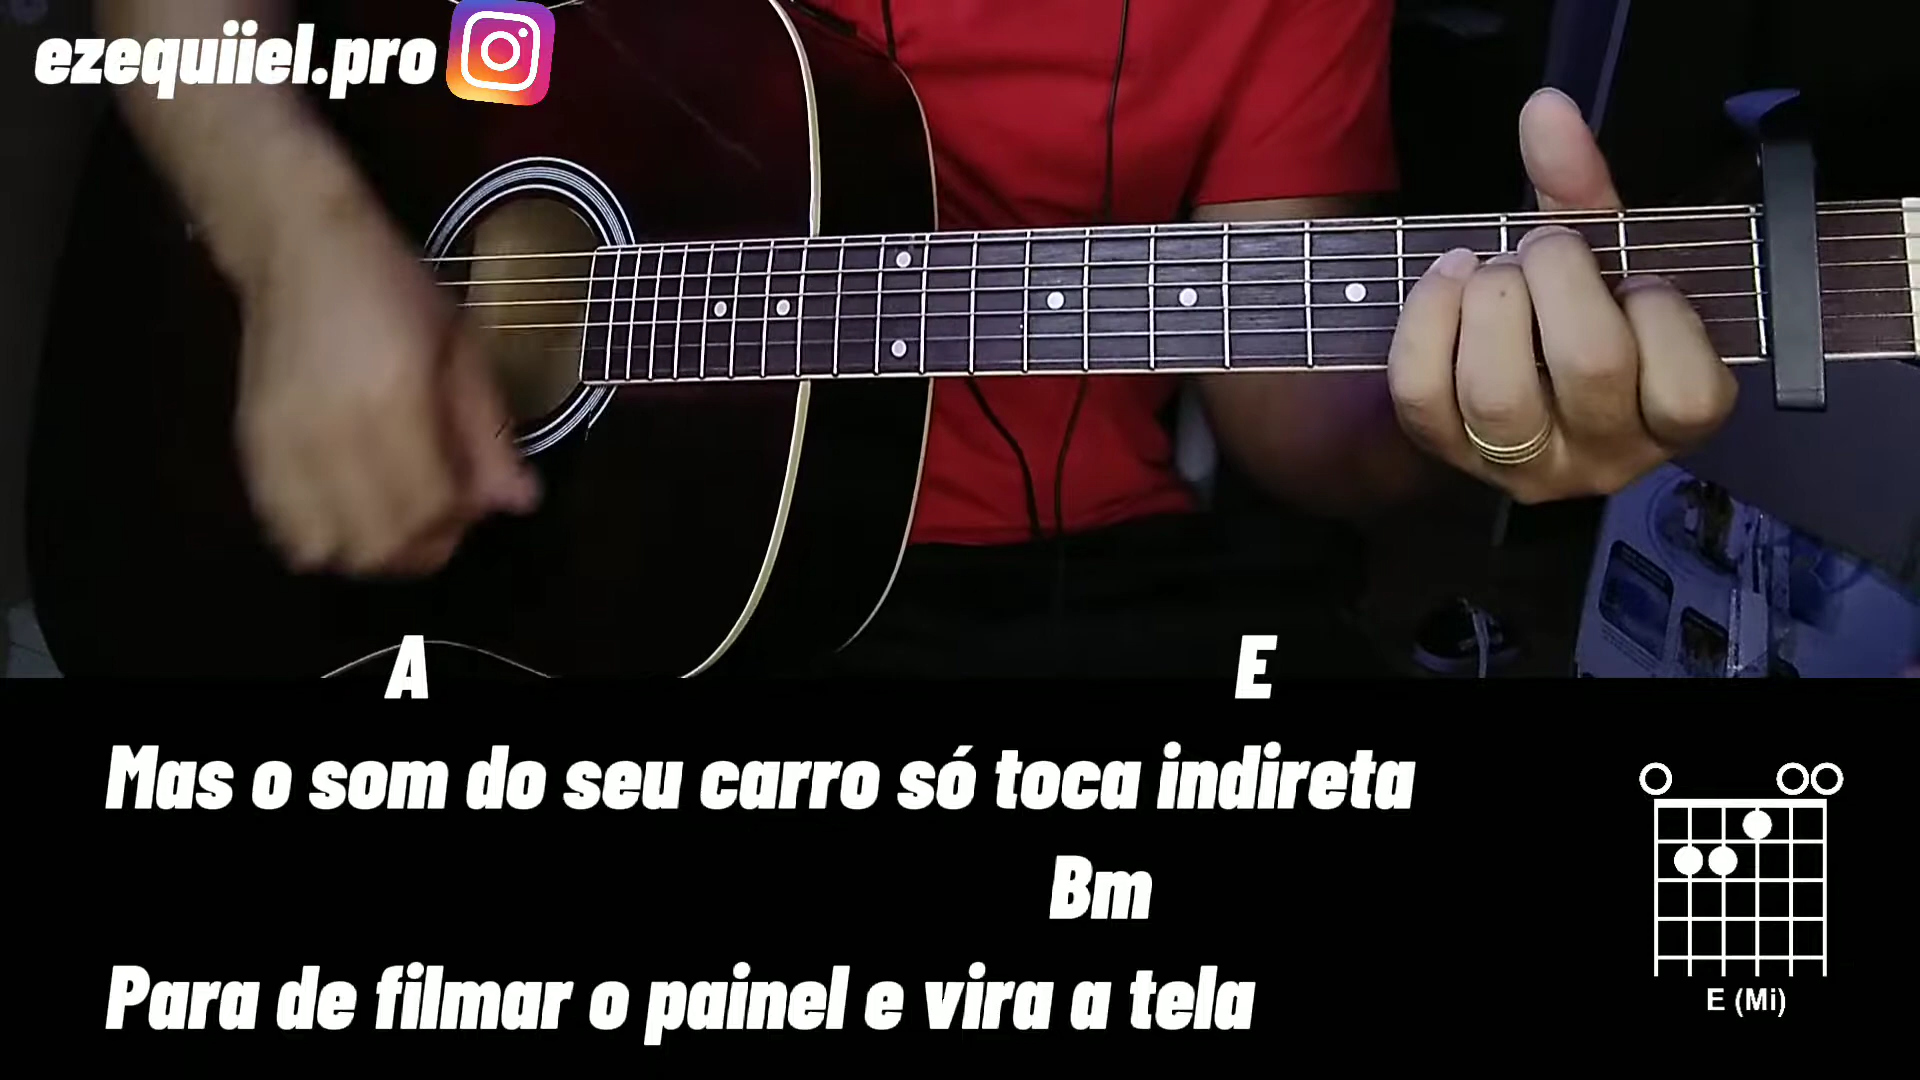 ezequiiel.pro
A E
Mas o som do seu carro só toca indireta
Bm
Para de filmar o painel e vira a tela
E (Mi)